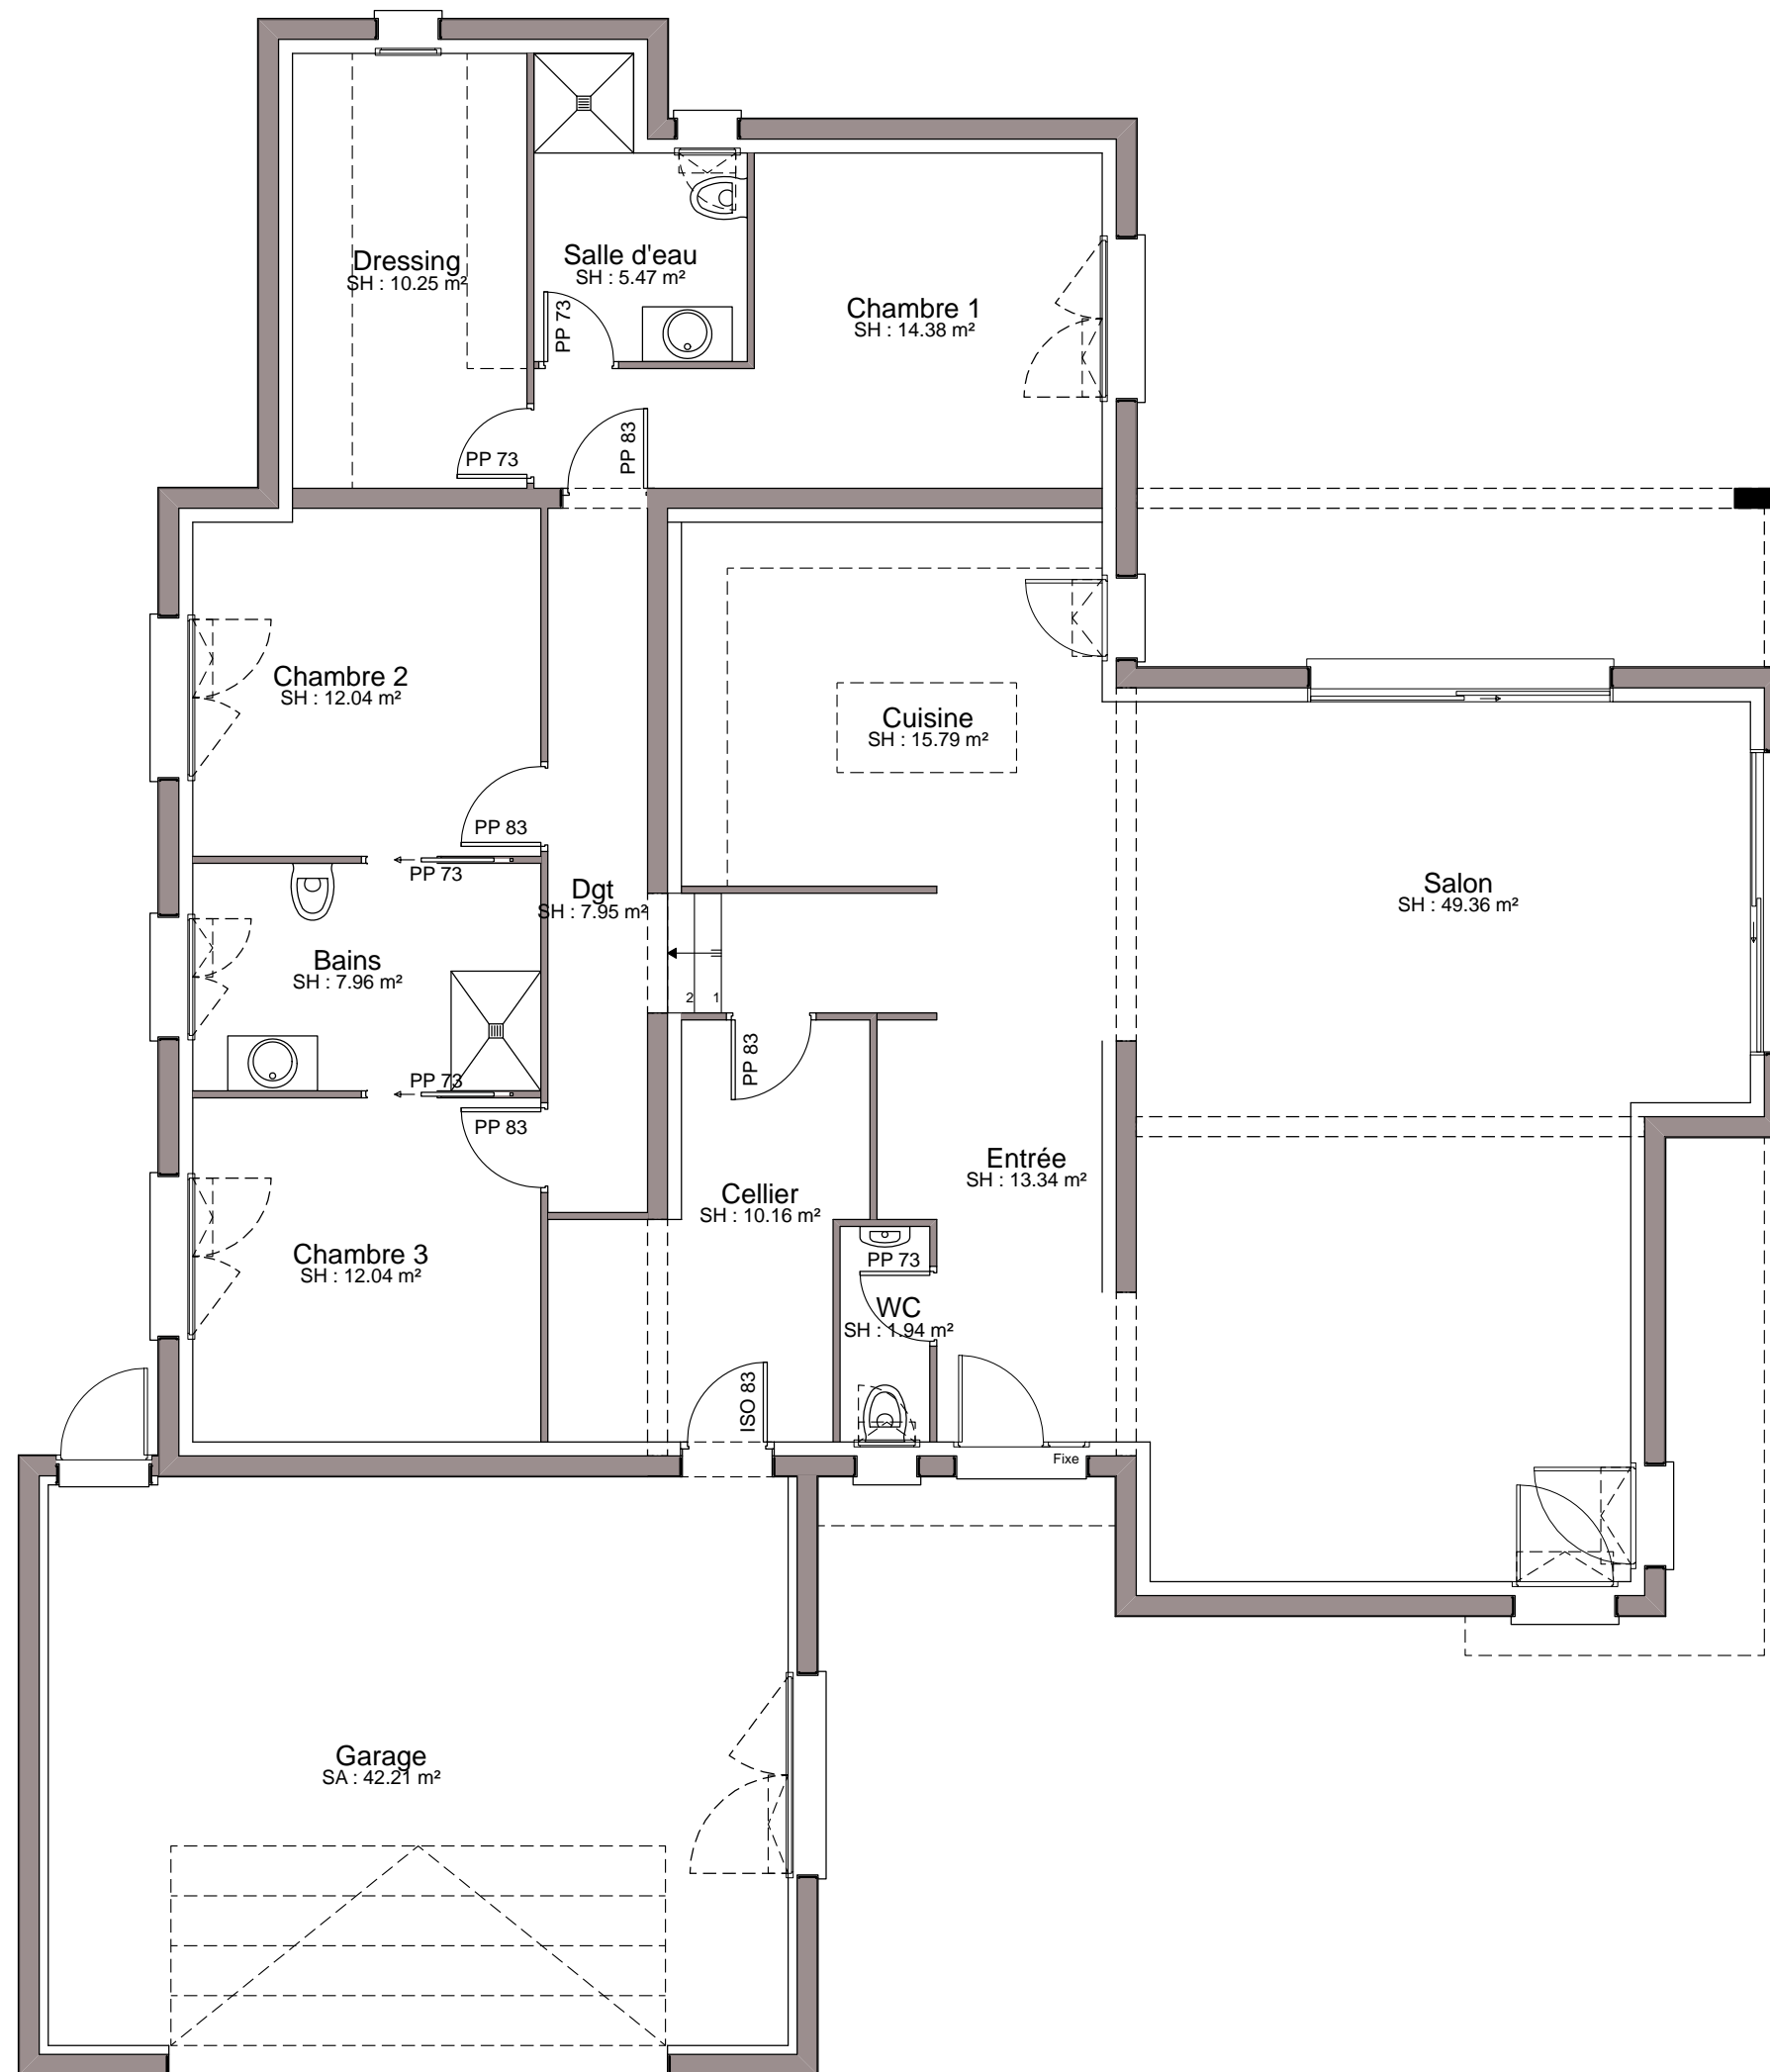 Dressing
SH : 10.25 m²
Salle d'eau
SH : 5.47 m²
PP 73
Chambre 1
SH : 14.38 m²
PP 73
PP 83
Chambre 2
SH : 12.04 m²
PP 83
PP 73
Cuisine
SH : 15.79 m²
Salon
SH : 49.36 m²
Dgt
SH : 7.95 m²
Bains
SH : 7.96 m²
2
1
PP 73
PP 83
PP 83
Entrée
SH : 13.34 m²
Cellier
SH : 10.16 m²
Chambre 3
SH : 12.04 m²
PP 73
WC
SH : 1.94 m²
ISO 83
Fixe
Garage
SA : 42.21 m²